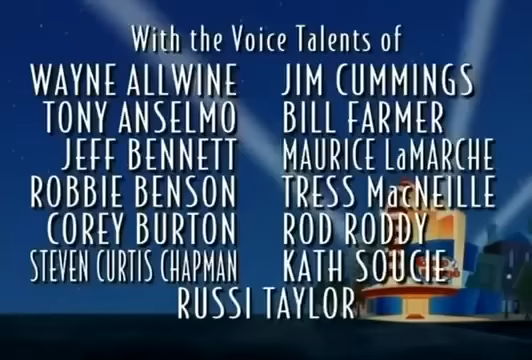 With the Voice Talents of
WAYNE ALLWINE JIM CUMMINGS
TONY ANSELMO BILL FARMER
JEFF BENNETT MAURICE LaMARCHE
ROBBIE BENSON TRESS MacNEILLE
COREY BURTON ROD RODDY
STEVEN CURTIS CHAPMAN KATH SOUCIE
RUSSI TAYLOR